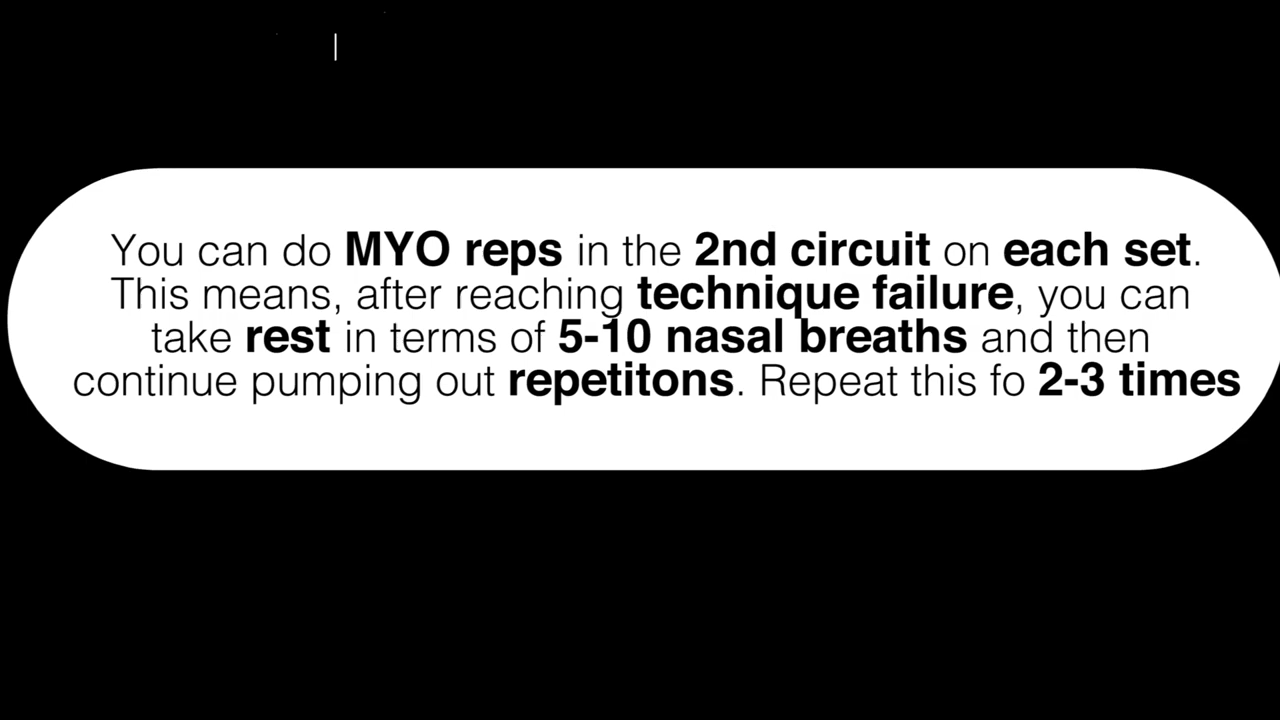 You can do MYO reps in the 2nd circuit on each set.
This means, after reaching technique failure, you can
take rest in terms of 5-10 nasal breaths and then
continue pumping out repetitons. Repeat this fo 2-3 times